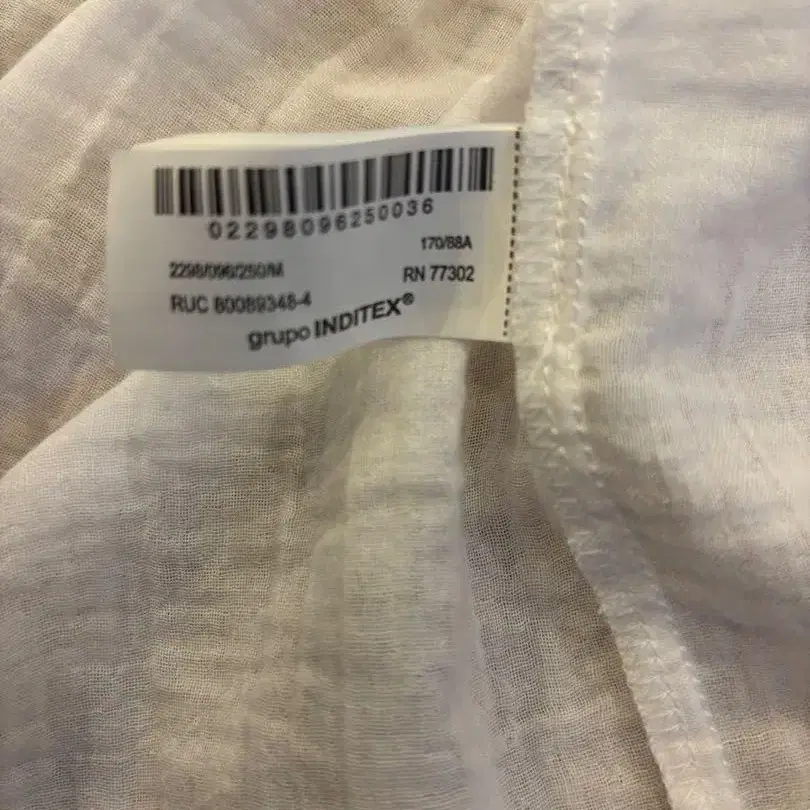 02298096250036
170/88A
2298/096/250/M
RN 77302
RUC 80089348-4
grupo INDITEX®